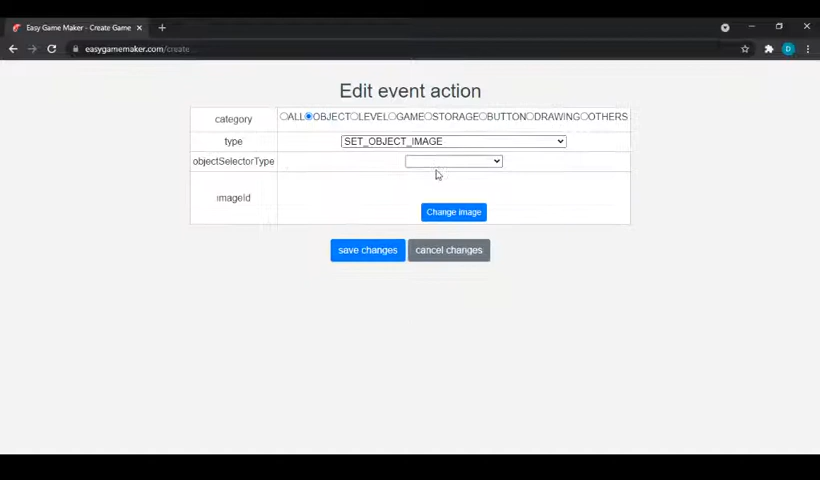 Easy Game Maker - Create Game
easygamemaker.com/create
D
Edit event action
category ALL OBJECT LEVEL GAME STORAGE BUTTON DRAWING OTHERS
type SET_OBJECT_IMAGE
objectSelectorType
imageId
Change image
save changes cancel changes